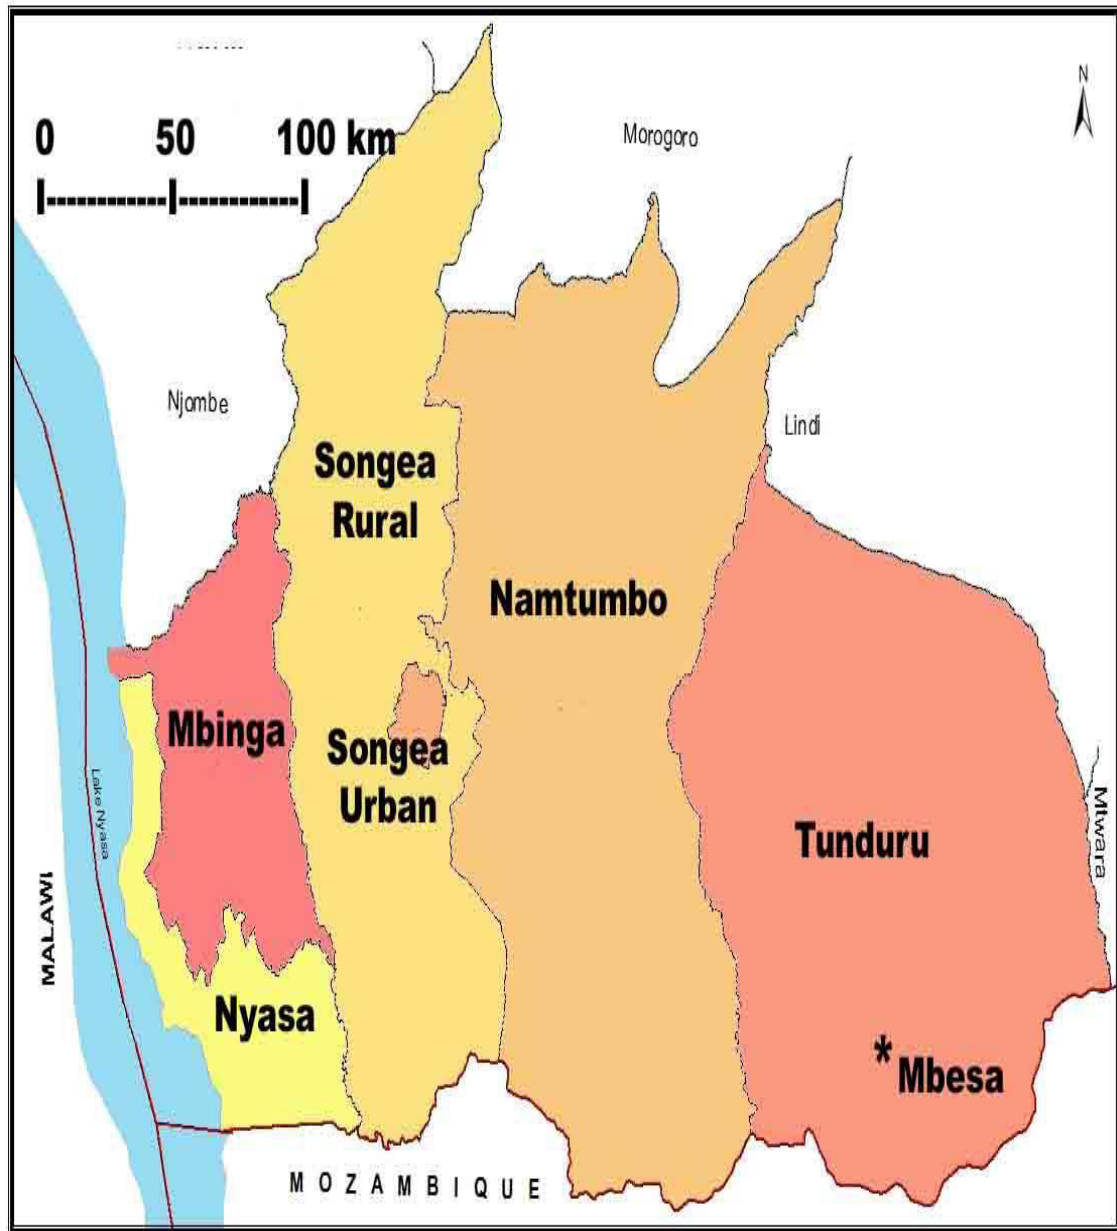 N
0 50 100 km
Morogoro
Njombe
Lindi
Songea
Rural
Namtumbo
Mbinga
Songea
Urban
Lake Nyasa
Tunduru
Mtwara
MALAWI
Nyasa
* Mbesa
MOZAMBIQUE